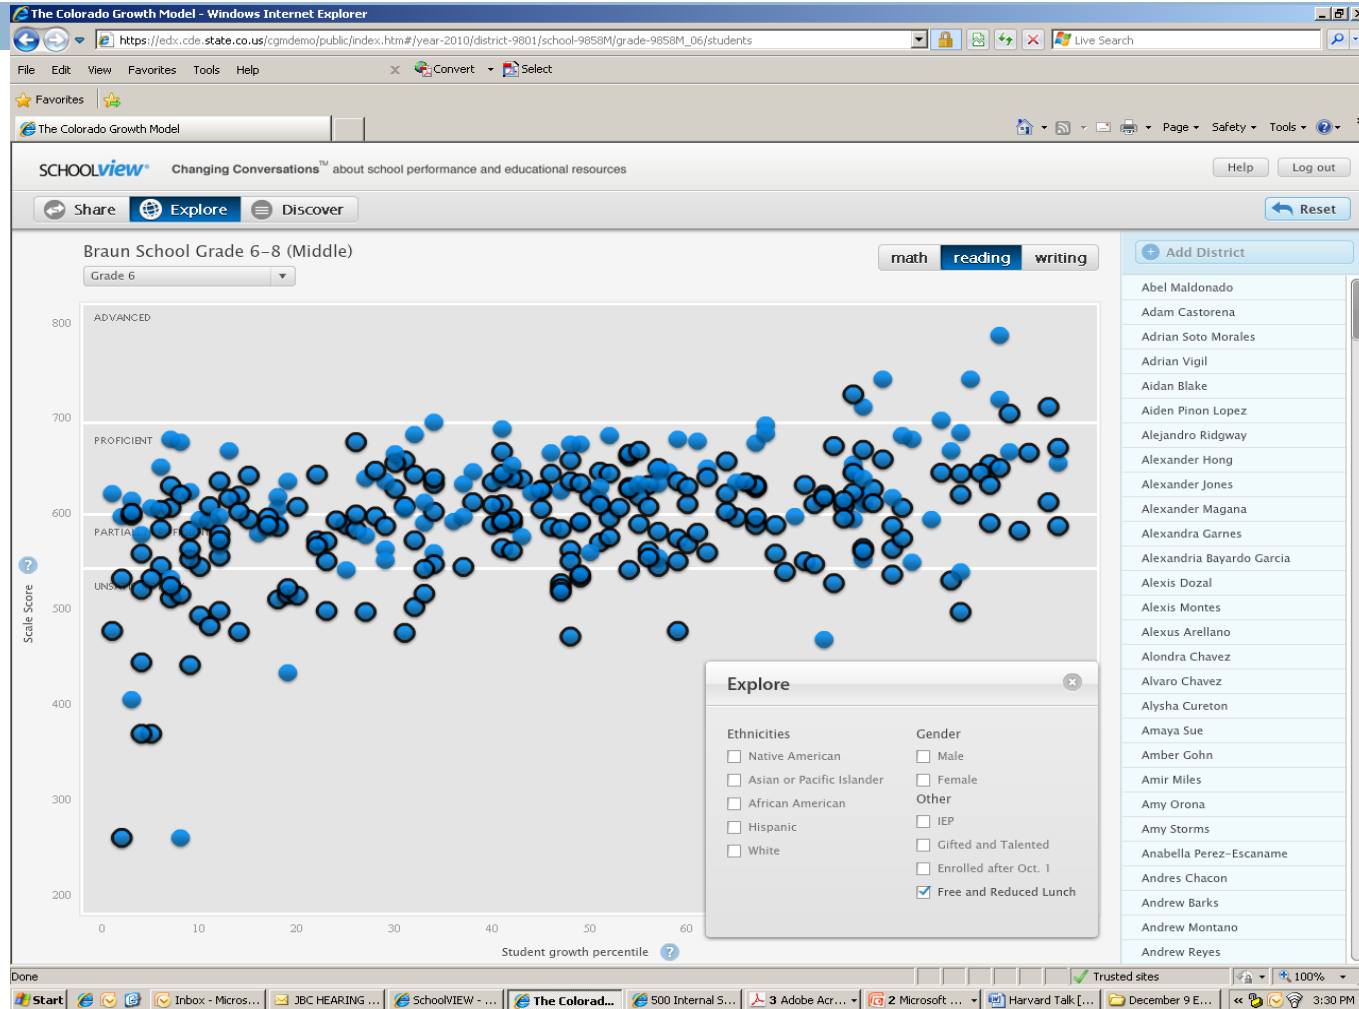 The Colorado Growth Model - Windows Internet Explorer
https://edx.cde.state.co.us/cgmdemo/public/index.htm#/year-2010/district-9801/school-9858M/grade-9858M_06/students
Live Search
File Edit View Favorites Tools Help
x Convert Select
Favorites
The Colorado Growth Model
Page Safety Tools
SCHOOLVIEW® Changing Conversations™ about school performance and educational resources
Help Log out
Share Explore Discover
Reset
Braun School Grade 6-8 (Middle)
Grade 6
math reading writing
Add District
Abel Maldonado
Adam Castorena
Adrian Soto Morales
Adrian Vigil
Aidan Blake
Aiden Pinon Lopez
Alejandro Ridgway
Alexander Hong
Alexander Jones
Alexander Magana
Alexandra Garnes
Alexandria Bayardo Garcia
Alexis Dozal
Alexis Montes
Alexus Arellano
Alondra Chavez
Alvaro Chavez
Alysha Cureton
Amaya Sue
Amber Gohn
Amir Miles
Amy Orona
Amy Storms
Anabella Perez-Escaname
Andres Chacon
Andrew Barks
Andrew Montano
Andrew Reyes
ADVANCED
PROFICIENT
800
700
600
500
400
300
200
Scale Score
0 10 20 30 40 50 60
Student growth percentile ?
Explore
Ethnicities
Native American
Asian or Pacific Islander
African American
Hispanic
White
Gender
Male
Female
Other
IEP
Gifted and Talented
Enrolled after Oct. 1
Free and Reduced Lunch
Done
Trusted sites
100%
Start
Inbox - Micros...
JBC HEARING ...
SchoolVIEW - ...
The Colorad...
500 Internal S...
3 Adobe Acr...
2 Microsoft ...
Harvard Talk [...
December 9 E...
3:30 PM